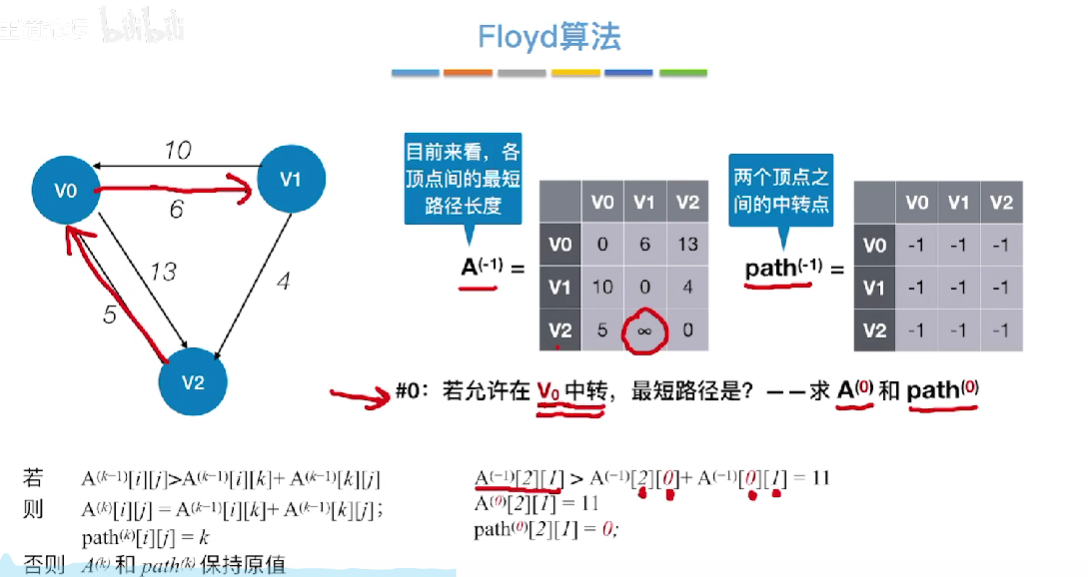 bilibili
Floyd算法
目前来看，各
顶点间的最短
路径长度
两个顶点之
间的中转点
V0
10
V1
6
13
5
4
V2
A(-1) =
V0 V1 V2
V0 0 6 13
V1 10 0 4
V2 5 ∞ 0
path(-1) =
V0 V1 V2
V0 -1 -1 -1
V1 -1 -1 -1
V2 -1 -1 -1
#0：若允许在 V0 中转，最短路径是？——求 A(0) 和 path(0)
若 A(k-1)[i][j]>A(k-1)[i][k]+ A(k-1)[k][j]
则 A(k)[i][j] = A(k-1)[i][k]+ A(k-1)[k][j]；
path(k)[i][j] = k
否则 A(k) 和 path(k) 保持原值
A(-1)[2][1] > A(-1)[2][0]+ A(-1)[0][1] = 11
A(0)[2][1] = 11
path(0)[2][1] = 0;